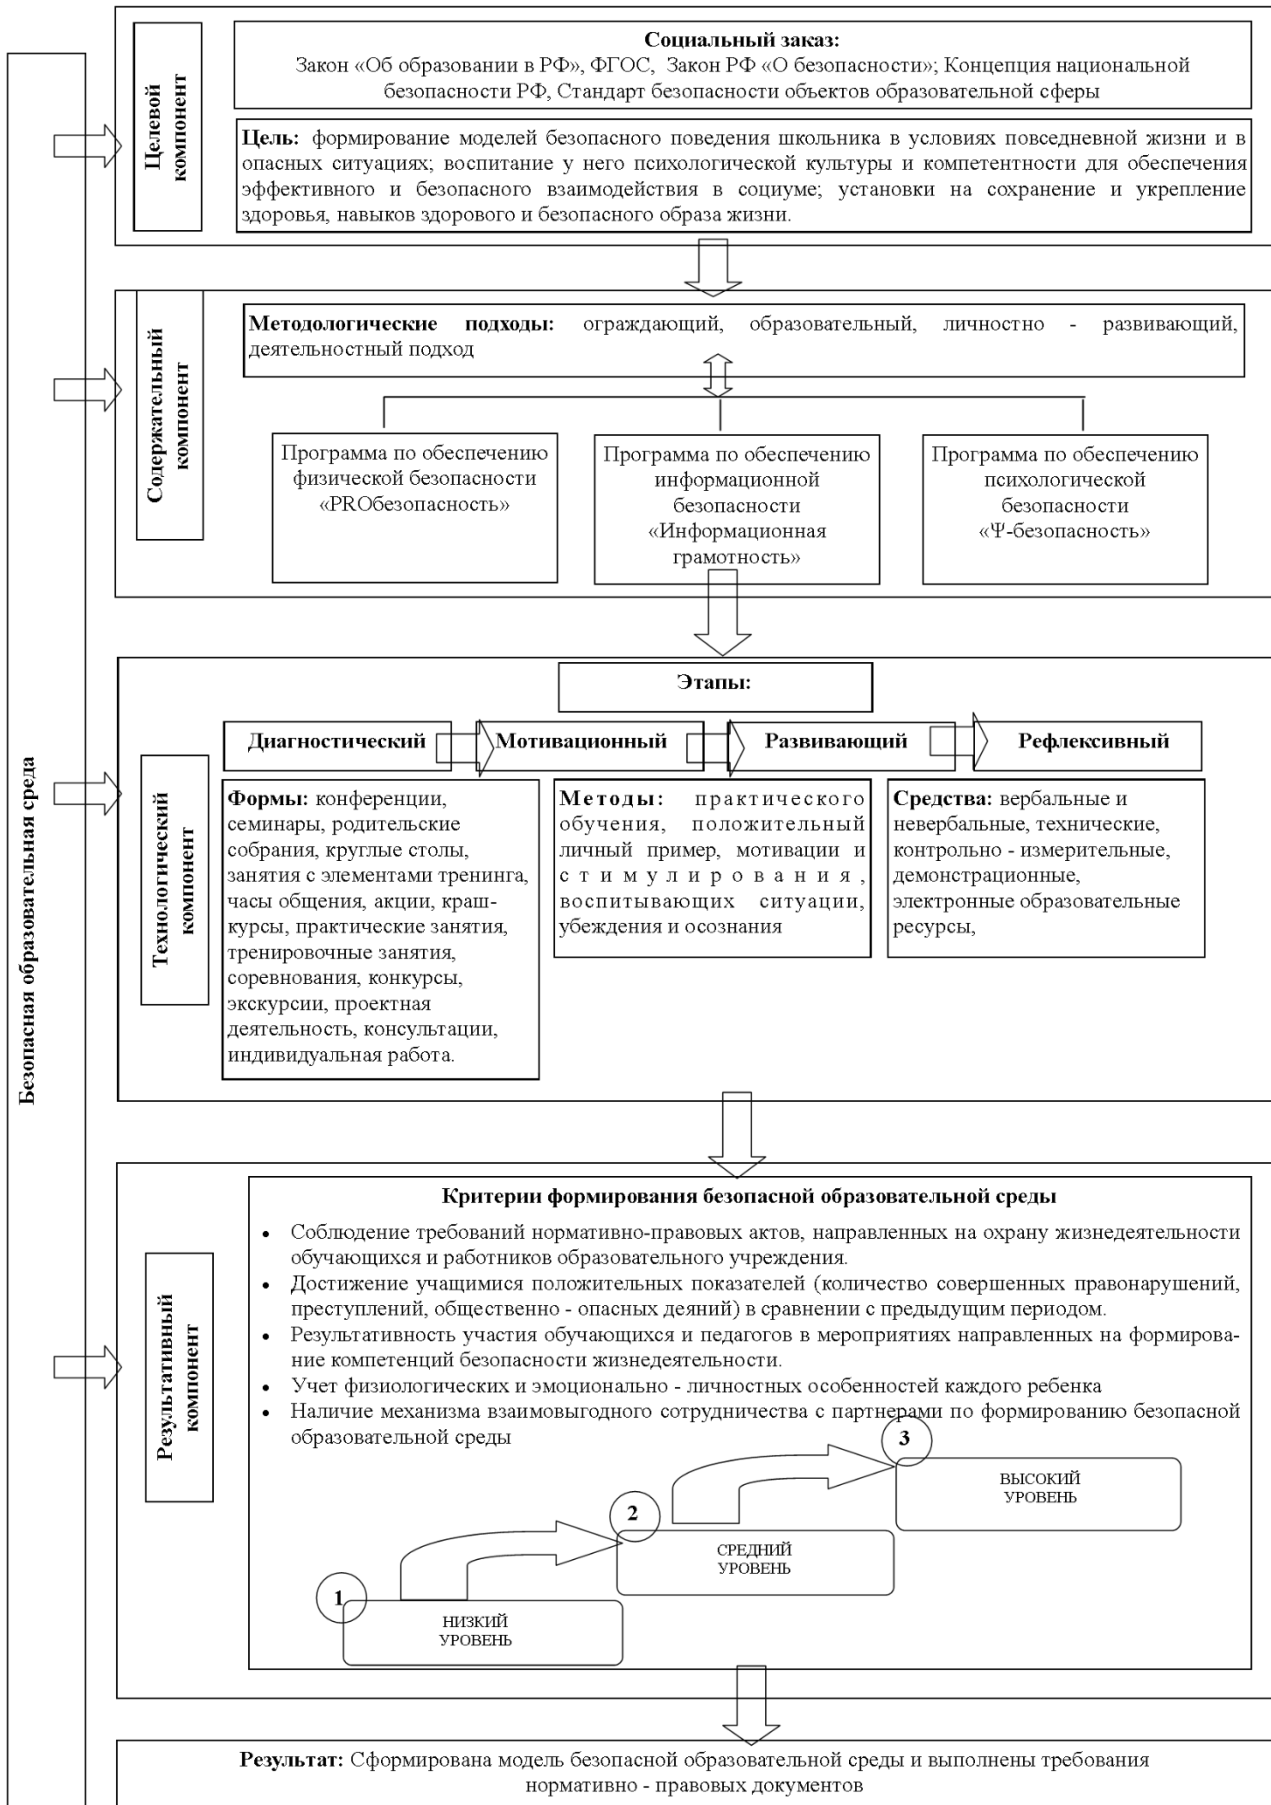 Безопасная образовательная среда
Целевой
компонент
Социальный заказ:
Закон «Об образовании в РФ», ФГОС, Закон РФ «О безопасности»; Концепция национальной
безопасности РФ, Стандарт безопасности объектов образовательной сферы
Цель: формирование моделей безопасного поведения школьника в условиях повседневной жизни и в
опасных ситуациях; воспитание у него психологической культуры и компетентности для обеспечения
эффективного и безопасного взаимодействия в социуме; установки на сохранение и укрепление
здоровья, навыков здорового и безопасного образа жизни.
Содержательный
компонент
Методологические подходы: ограждающий, образовательный, личностно - развивающий,
деятельностный подход
Программа по обеспечению
физической безопасности
«PROбезопасность»
Программа по обеспечению
информационной
безопасности
«Информационная
грамотность»
Программа по обеспечению
психологической
безопасности
«Ψ-безопасность»
Технологический
компонент
Этапы:
Диагностический
Мотивационный
Развивающий
Рефлексивный
Формы: конференции,
семинары, родительские
собрания, круглые столы,
занятия с элементами тренинга,
часы общения, акции, краш-
курсы, практические занятия,
тренировочные занятия,
соревнования, конкурсы,
экскурсии, проектная
деятельность, консультации,
индивидуальная работа.
Методы: практического
обучения, положительный
личный пример, мотивации и
стимулирования,
воспитывающих ситуации,
убеждения и осознания
Средства: вербальные и
невербальные, технические,
контрольно - измерительные,
демонстрационные,
электронные образовательные
ресурсы,
Результативный
компонент
Критерии формирования безопасной образовательной среды
• Соблюдение требований нормативно-правовых актов, направленных на охрану жизнедеятельности
обучающихся и работников образовательного учреждения.
• Достижение учащимися положительных показателей (количество совершенных правонарушений,
преступлений, общественно - опасных деяний) в сравнении с предыдущим периодом.
• Результативность участия обучающихся и педагогов в мероприятиях направленных на формирова-
ние компетенций безопасности жизнедеятельности.
• Учет физиологических и эмоционально - личностных особенностей каждого ребенка
• Наличие механизма взаимовыгодного сотрудничества с партнерами по формированию безопасной
образовательной среды
3
ВЫСОКИЙ
УРОВЕНЬ
2
СРЕДНИЙ
УРОВЕНЬ
1
НИЗКИЙ
УРОВЕНЬ
Результат: Сформирована модель безопасной образовательной среды и выполнены требования
нормативно - правовых документов